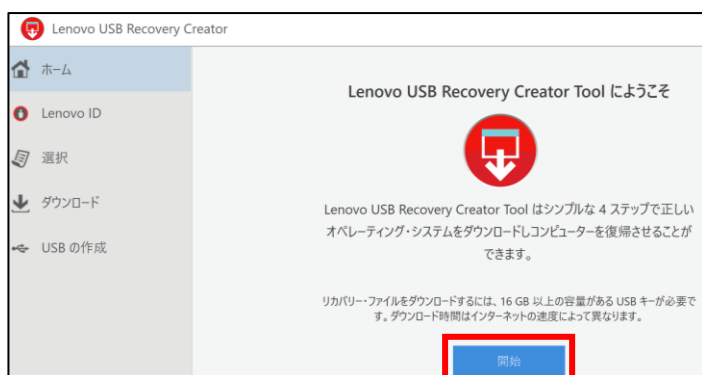 Lenovo USB Recovery Creator
ホーム
Lenovo ID
選択
ダウンロード
USB の作成
Lenovo USB Recovery Creator Tool にようこそ
Lenovo USB Recovery Creator Tool はシンプルな 4 ステップで正しい
オペレーティング・システムをダウンロードしコンピューターを復帰させることが
できます。
リカバリー・ファイルをダウンロードするには、16 GB 以上の容量がある USB キーが必要で
す。ダウンロード時間はインターネットの速度によって異なります。
開始